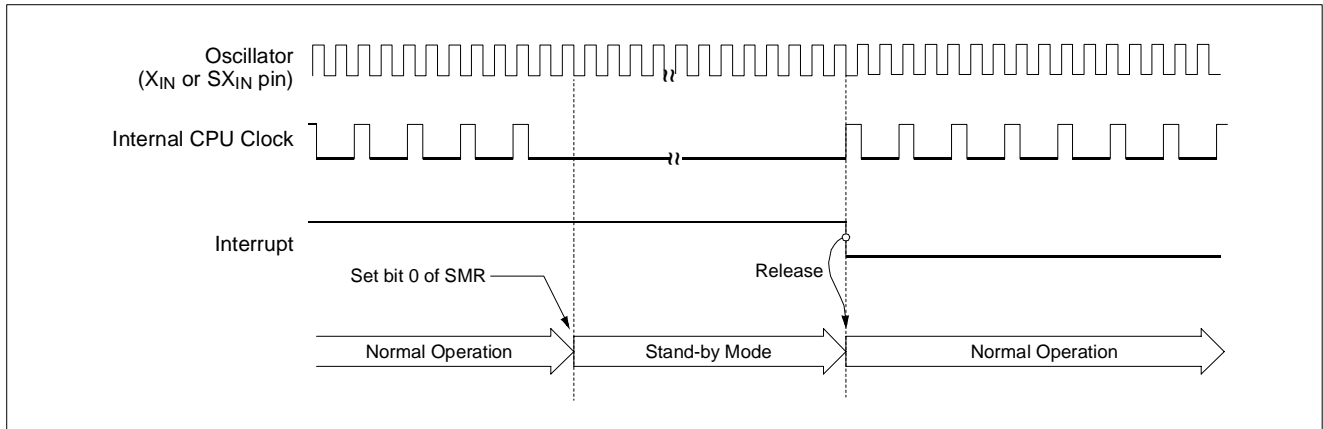 Oscillator
(XIN or SXIN pin)
Internal CPU Clock
Interrupt
Set bit 0 of SMR
Release
Normal Operation
Stand-by Mode
Normal Operation